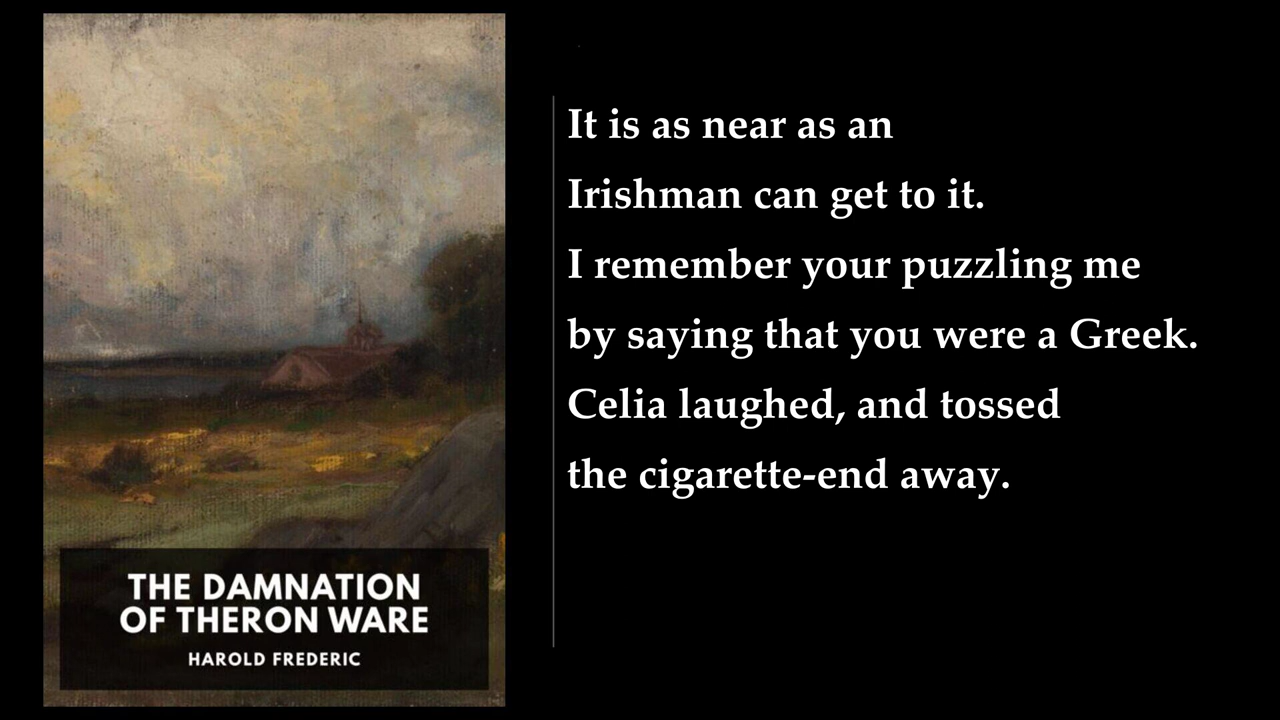 THE DAMNATION
OF THERON WARE
HAROLD FREDERIC
It is as near as an
Irishman can get to it.
I remember your puzzling me
by saying that you were a Greek.
Celia laughed, and tossed
the cigarette-end away.